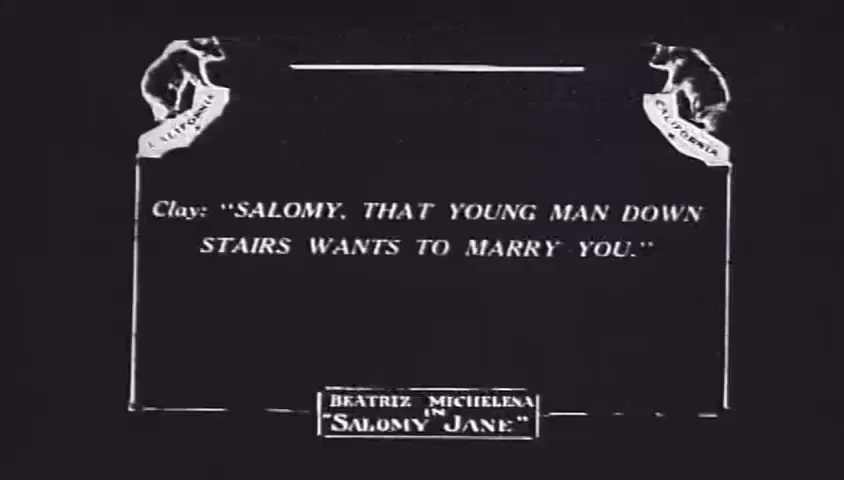 CALIFORNIA
CALIFORNIA
Clay: "SALOMY, THAT YOUNG MAN DOWN
STAIRS WANTS TO MARRY YOU."
BEATRIZ MICHELENA
IN
"SALOMY JANE"